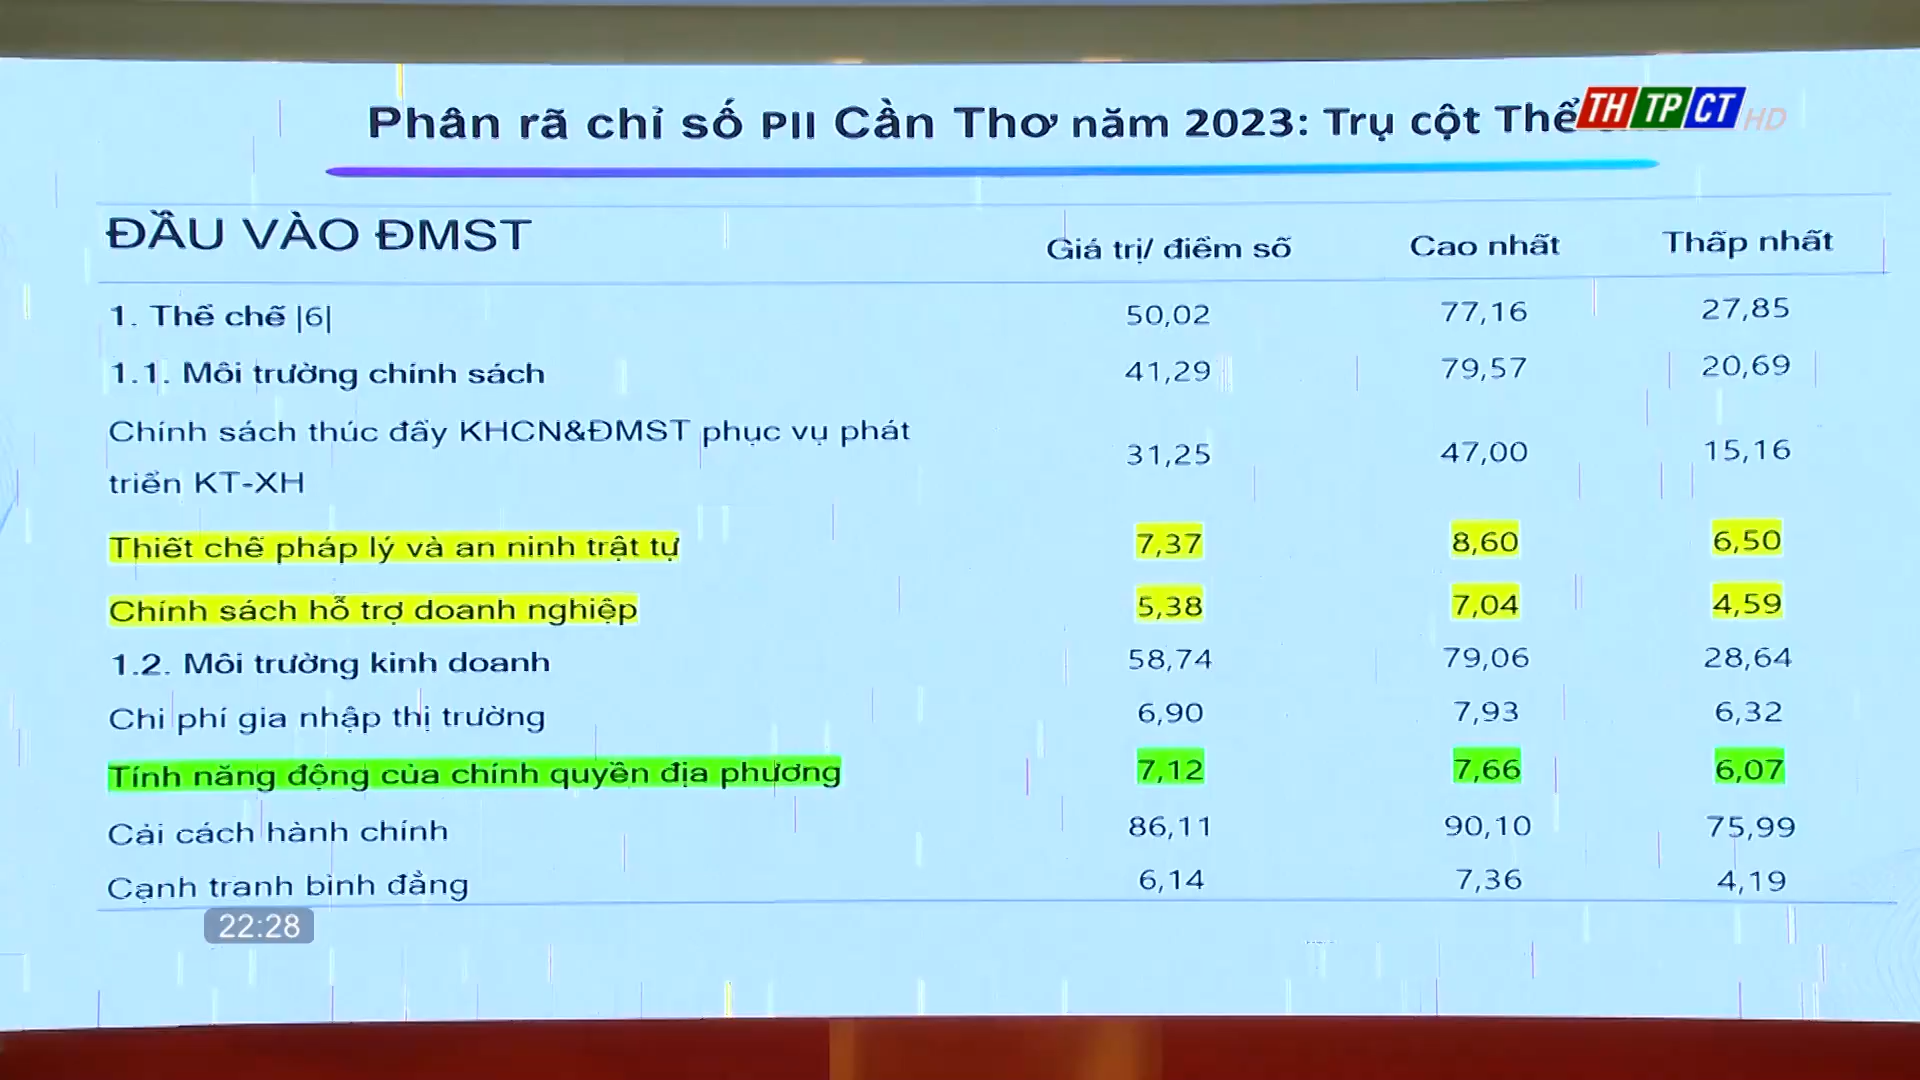 Phân rã chỉ số PII Cần Thơ năm 2023: Trụ cột Thể
THTPCT HD
ĐẦU VÀO ĐMST Giá trị/ điểm số Cao nhất Thấp nhất
1. Thể chế |6| 50,02 77,16 27,85
1.1. Môi trường chính sách 41,29 79,57 20,69
Chính sách thúc đẩy KHCN&ĐMST phục vụ phát
triển KT-XH 31,25 47,00 15,16
Thiết chế pháp lý và an ninh trật tự 7,37 8,60 6,50
Chính sách hỗ trợ doanh nghiệp 5,38 7,04 4,59
1.2. Môi trường kinh doanh 58,74 79,06 28,64
Chi phí gia nhập thị trường 6,90 7,93 6,32
Tính năng động của chính quyền địa phương 7,12 7,66 6,07
Cải cách hành chính 86,11 90,10 75,99
Cạnh tranh bình đẳng 6,14 7,36 4,19
22:28